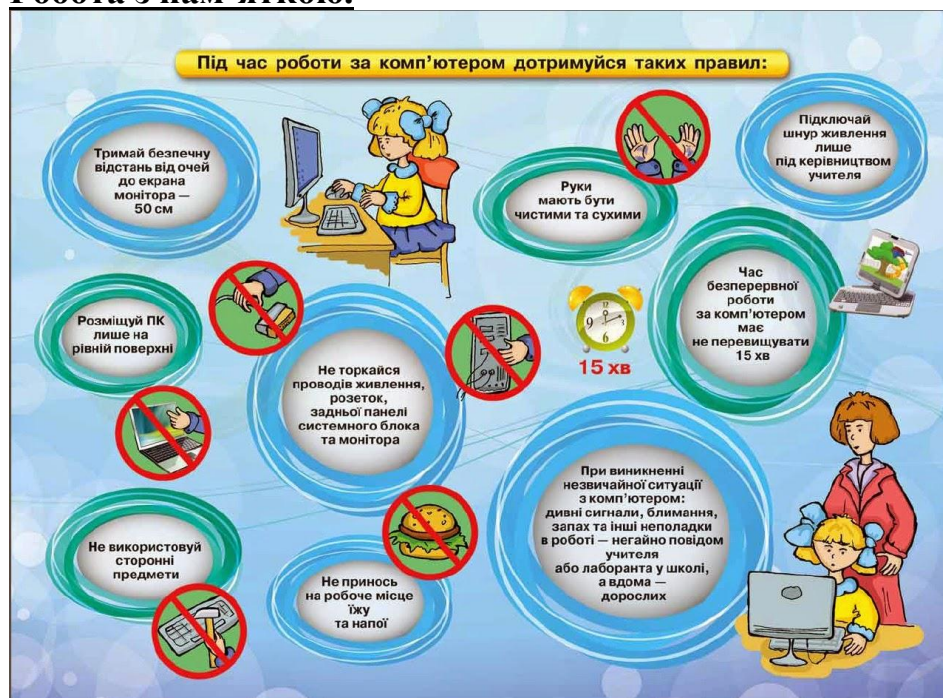 Робота з пам'яткою.
Під час роботи за комп'ютером дотримуйся таких правил:
Тримай безпечну
відстань від очей
до екрана
монітора —
50 см
Руки
мають бути
чистими та сухими
Підключай
шнур живлення
лише
під керівництвом
учителя
Розміщуй ПК
лише на
рівній поверхні
Не торкайся
проводів живлення,
розеток,
задньої панелі
системного блока
та монітора
12
3
6
9
15 хв
Час
безперервної
роботи
за комп'ютером
має
не перевищувати
15 хв
Не використовуй
сторонні
предмети
Не принось
на робоче місце
їжу
та напої
При виникненні
незвичайної ситуації
з комп'ютером:
дивні сигнали, блимання,
запах та інші неполадки
в роботі — негайно повідом
учителя
або лаборанта у школі,
а вдома —
дорослих